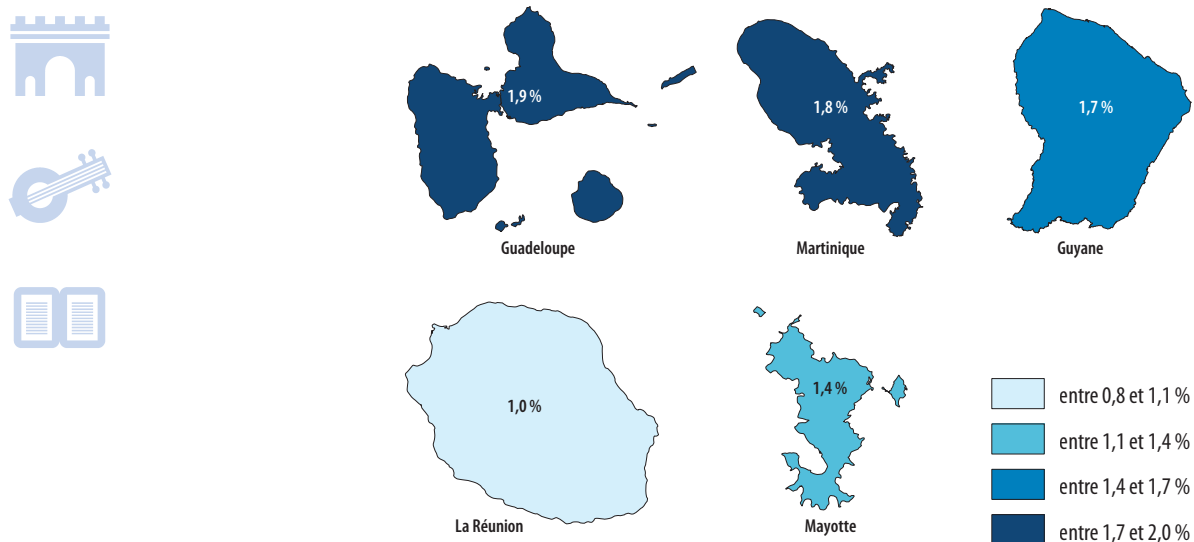 1,9 %
1,8 %
1,7 %
Guadeloupe
Martinique
Guyane
1,0 %
1,4 %
La Réunion
Mayotte
entre 0,8 et 1,1 %
entre 1,1 et 1,4 %
entre 1,4 et 1,7 %
entre 1,7 et 2,0 %